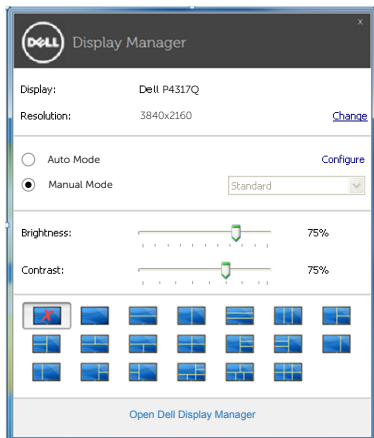 x
DELL Display Manager
Display: Dell P4317Q
Resolution: 3840x2160 Change
Auto Mode Configure
Manual Mode Standard
Brightness: 75%
Contrast: 75%
Open Dell Display Manager